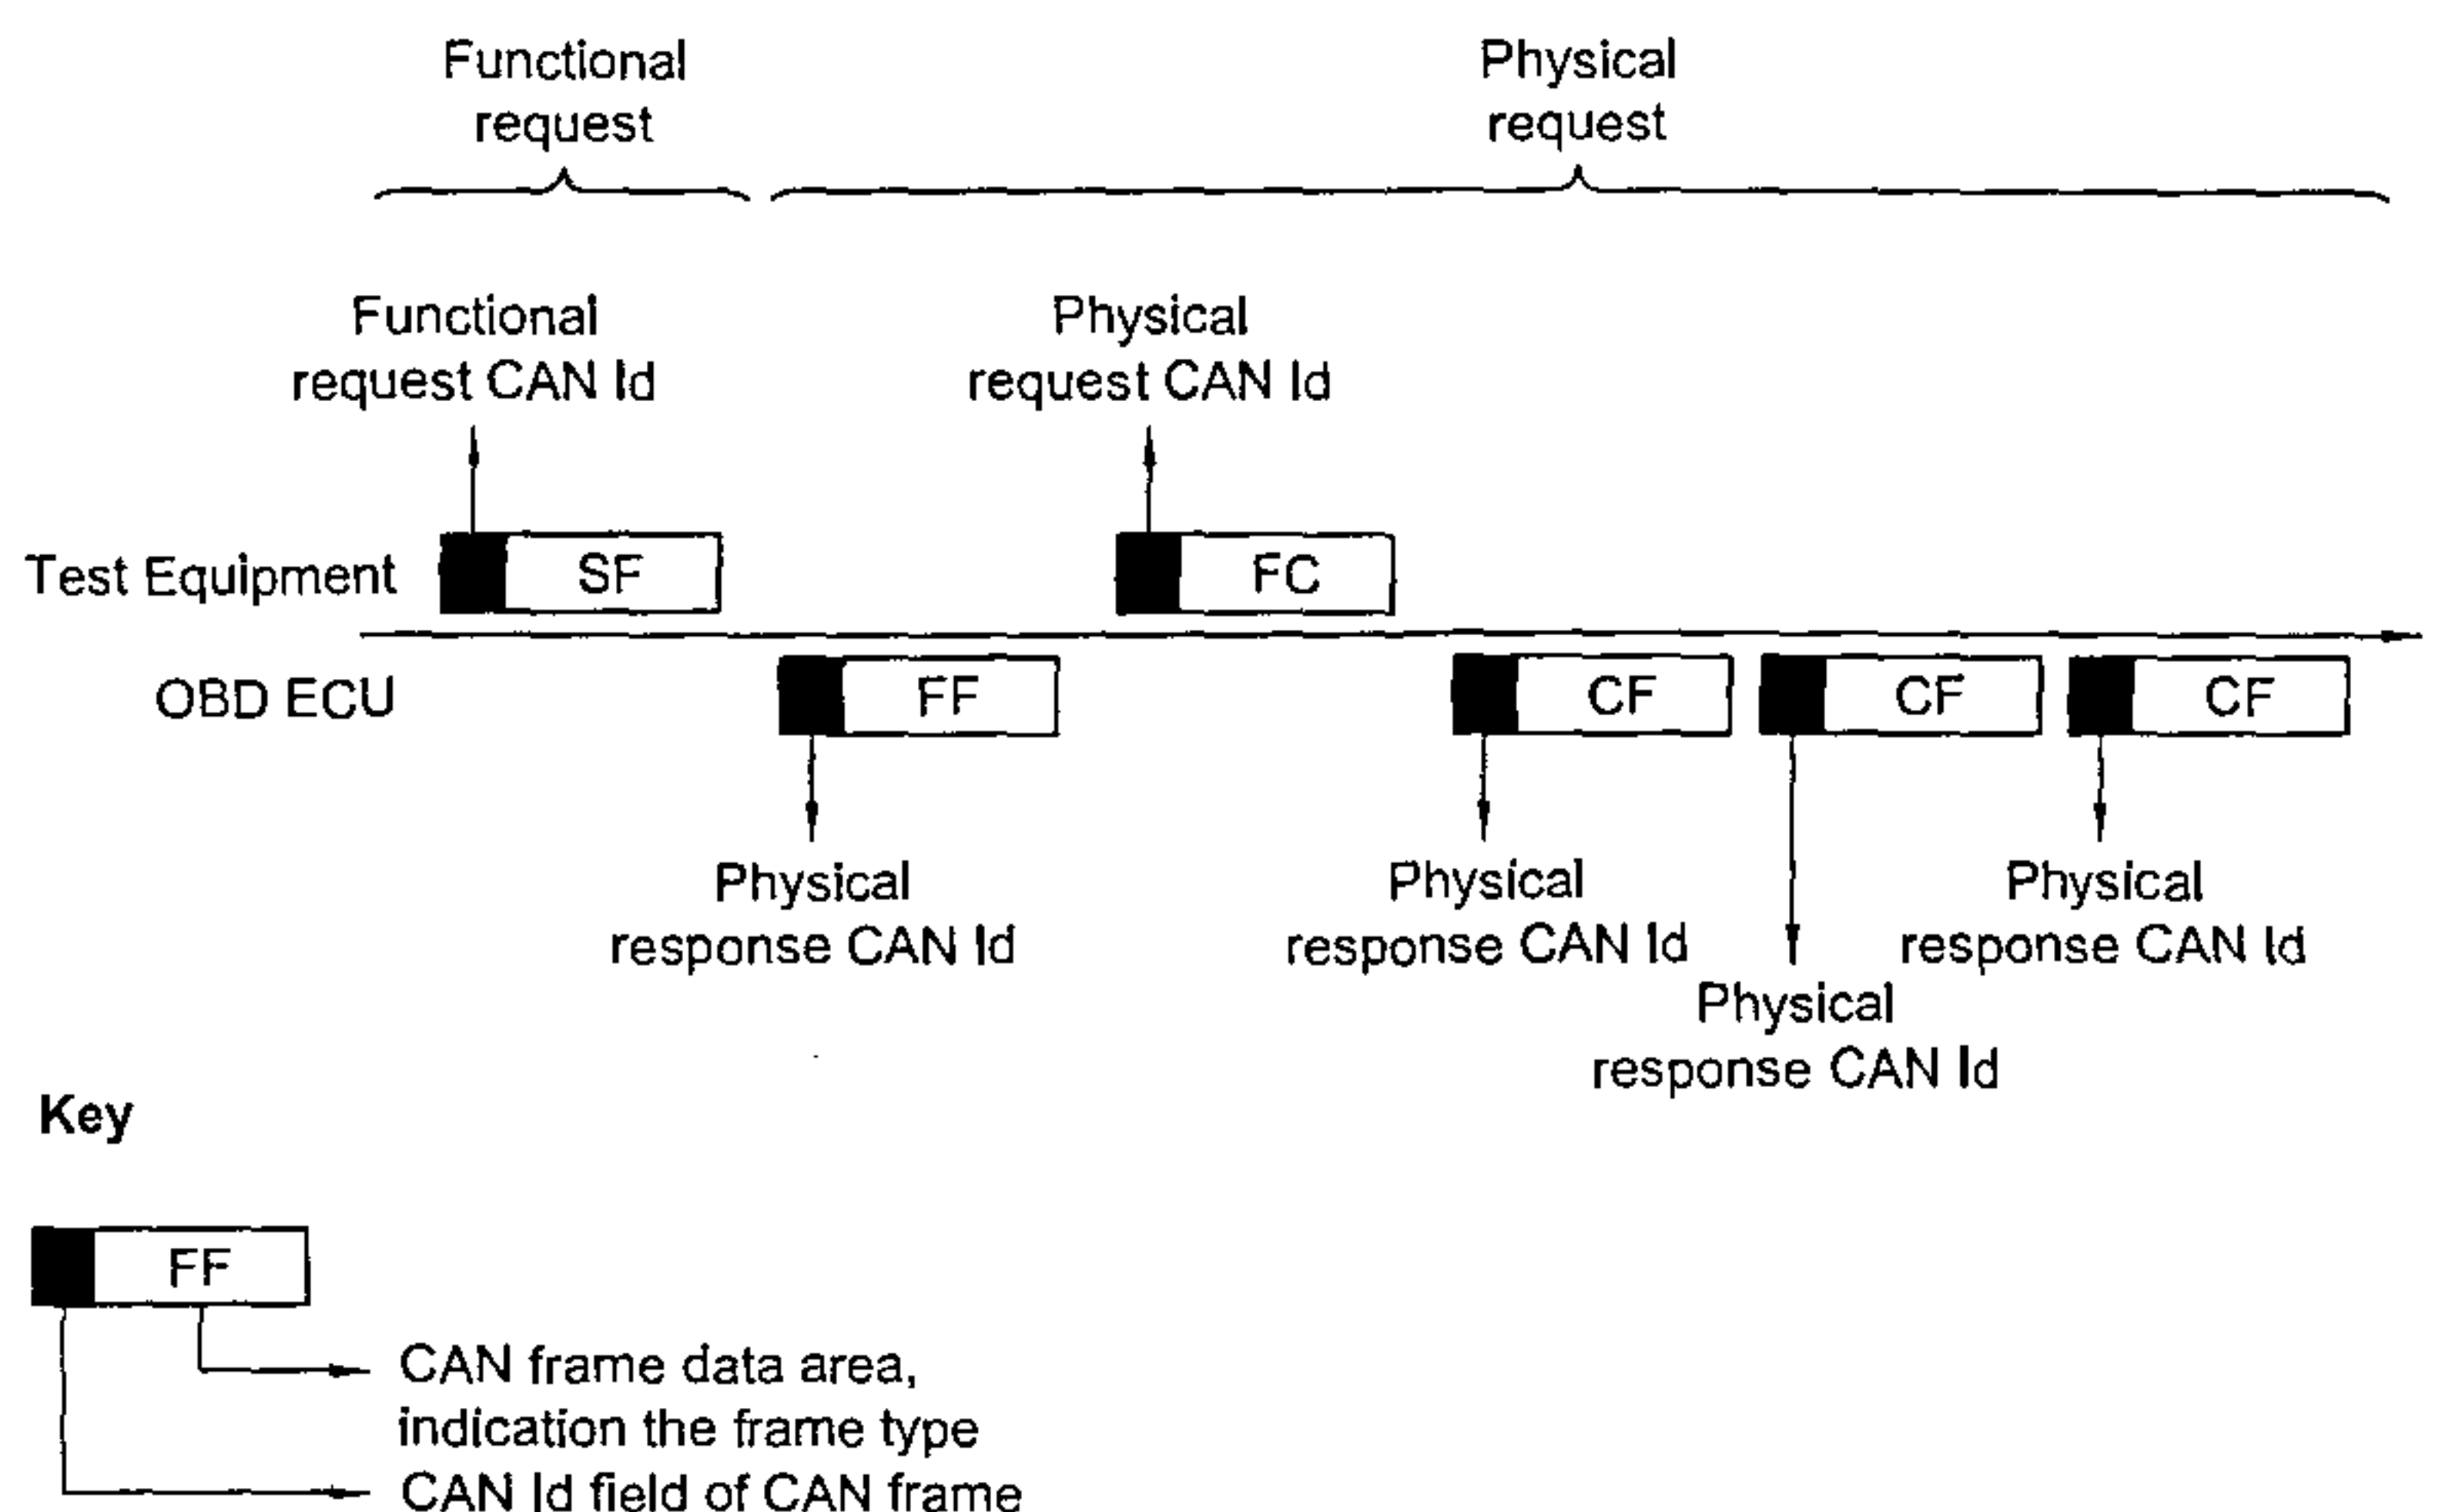 Functional
request
Physical
request
Functional
request CAN Id
Physical
request CAN Id
Test Equipment
SF
FC
OBD ECU
FF
CF
CF
CF
Physical
response CAN Id
Physical
response CAN Id
Physical
response CAN Id
Physical
response CAN Id
Key
FF
CAN frame data area,
indication the frame type
CAN Id field of CAN frame